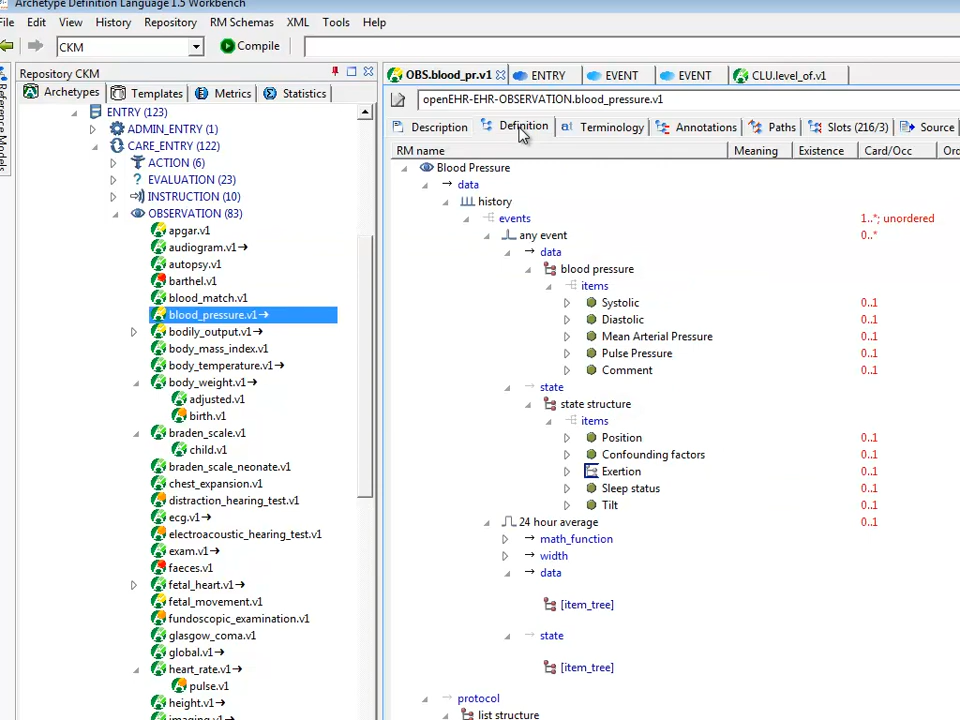 Archetype Definition Language 1.5 Workbench
File Edit View History Repository RM Schemas XML Tools Help
CKM Compile
Repository CKM
OBS.blood_pr.v1 ENTRY EVENT EVENT CLU.level_of.v1
Archetypes Templates Metrics Statistics
openEHR-EHR-OBSERVATION.blood_pressure.v1
Reference Models
Description Definition Terminology Annotations Paths Slots (216/3) Source
RM name Meaning Existence Card/Occ Ord
ENTRY (123)
ADMIN_ENTRY (1)
CARE_ENTRY (122)
ACTION (6)
EVALUATION (23)
INSTRUCTION (10)
OBSERVATION (83)
apgar.v1
audiogram.v1→
autopsy.v1
barthel.v1
blood_match.v1
blood_pressure.v1→
bodily_output.v1→
body_mass_index.v1
body_temperature.v1→
body_weight.v1→
adjusted.v1
birth.v1
braden_scale.v1
child.v1
braden_scale_neonate.v1
chest_expansion.v1
distraction_hearing_test.v1
ecg.v1→
electroacoustic_hearing_test.v1
exam.v1→
faeces.v1
fetal_heart.v1→
fetal_movement.v1
fundoscopic_examination.v1
glasgow_coma.v1
global.v1→
heart_rate.v1→
pulse.v1
height.v1→
imaging.v1
Blood Pressure
→ data
history
events 1..*; unordered
any event 0..*
→ data
blood pressure
items
Systolic 0..1
Diastolic 0..1
Mean Arterial Pressure 0..1
Pulse Pressure 0..1
Comment 0..1
→ state
state structure
items
Position 0..1
Confounding factors 0..1
Exertion 0..1
Sleep status 0..1
Tilt 0..1
24 hour average 0..1
→ math_function
→ width
→ data
[item_tree]
→ state
[item_tree]
→ protocol
list structure